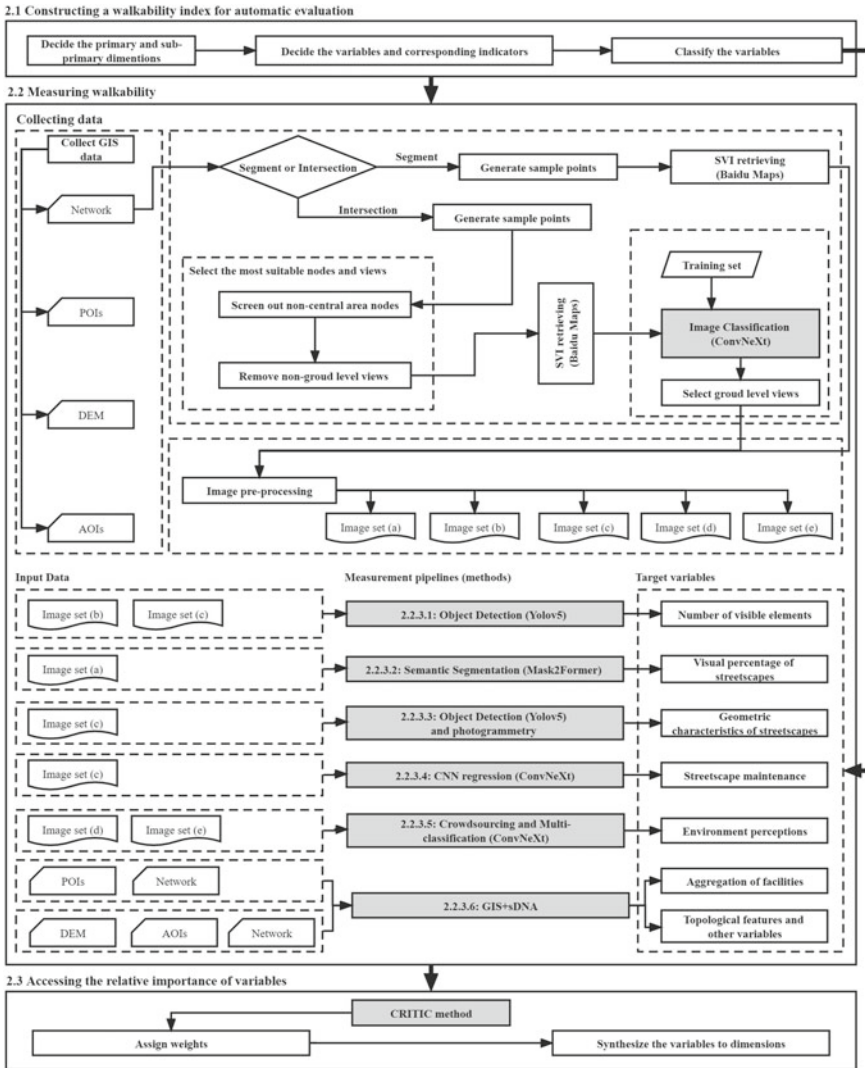 2.1 Constructing a walkability index for automatic evaluation
Decide the primary and sub-
primary dimentions
Decide the variables and corresponding indicators
Classify the variables
2.2 Measuring walkability
Collecting data
Collect GIS
data
Network
POIs
DEM
AOIs
Segment or Intersection
Segment
Generate sample points
SVI retrieving
(Baidu Maps)
Intersection
Generate sample points
Select the most suitable nodes and views
Screen out non-central area nodes
Remove non-groud level views
SVI retrieving
(Baidu Maps)
Training set
Image Classification
(ConvNeXt)
Select groud level views
Image pre-processing
Image set (a)
Image set (b)
Image set (c)
Image set (d)
Image set (e)
Input Data
Measurement pipelines (methods)
Target variables
Image set (b)
Image set (c)
2.2.3.1: Object Detection (Yolov5)
Number of visible elements
Image set (a)
2.2.3.2: Semantic Segmentation (Mask2Former)
Visual percentage of
streetscapes
Image set (c)
2.2.3.3: Object Detection (Yolov5)
and photogrammetry
Geometric
characteristics of streetscapes
Image set (c)
2.2.3.4: CNN regression (ConvNeXt)
Streetscape maintenance
Image set (d)
Image set (e)
2.2.3.5: Crowdsourcing and Multi-
classification (ConvNeXt)
Environment perceptions
POIs
Network
DEM
AOIs
Network
2.2.3.6: GIS+sDNA
Aggregation of facilities
Topological features and
other variables
2.3 Accessing the relative importance of variables
CRITIC method
Assign weights
Synthesize the variables to dimensions